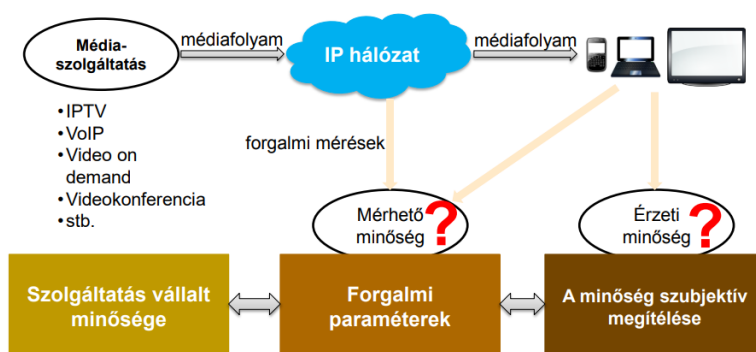 Média-
szolgáltatás
médiafolyam
IP hálózat
médiafolyam
•IPTV
•VoIP
•Video on
demand
•Videokonferencia
•stb.
forgalmi mérések
Mérhető
minőség
?
Érzeti
minőség
?
Szolgáltatás vállalt
minősége
Forgalmi
paraméterek
A minőség szubjektív
megítélése